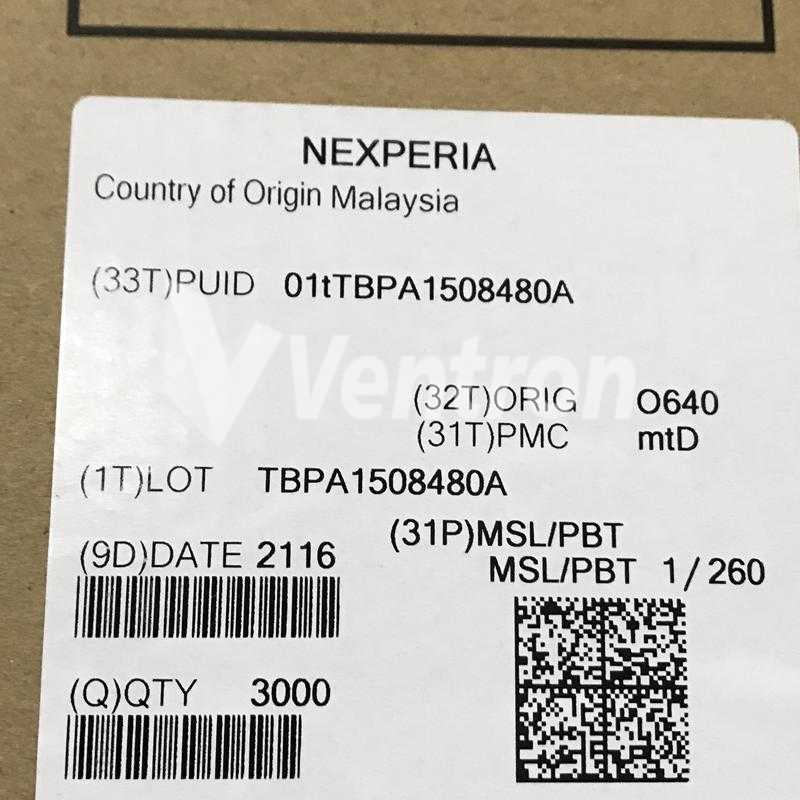 NEXPERIA
Country of Origin Malaysia
(33T)PUID 01tTBPA1508480A
Ventron
(32T)ORIG O640
(31T)PMC mtD
(1T)LOT TBPA1508480A
(31P)MSL/PBT
(9D)DATE 2116
MSL/PBT 1/260
(Q)QTY 3000